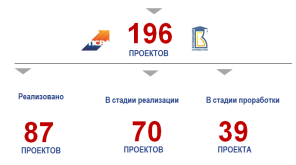 196
ПРОЕКТОВ
Реализовано
В стадии реализации
В стадии проработки
87
70
39
ПРОЕКТОВ
ПРОЕКТОВ
ПРОЕКТА